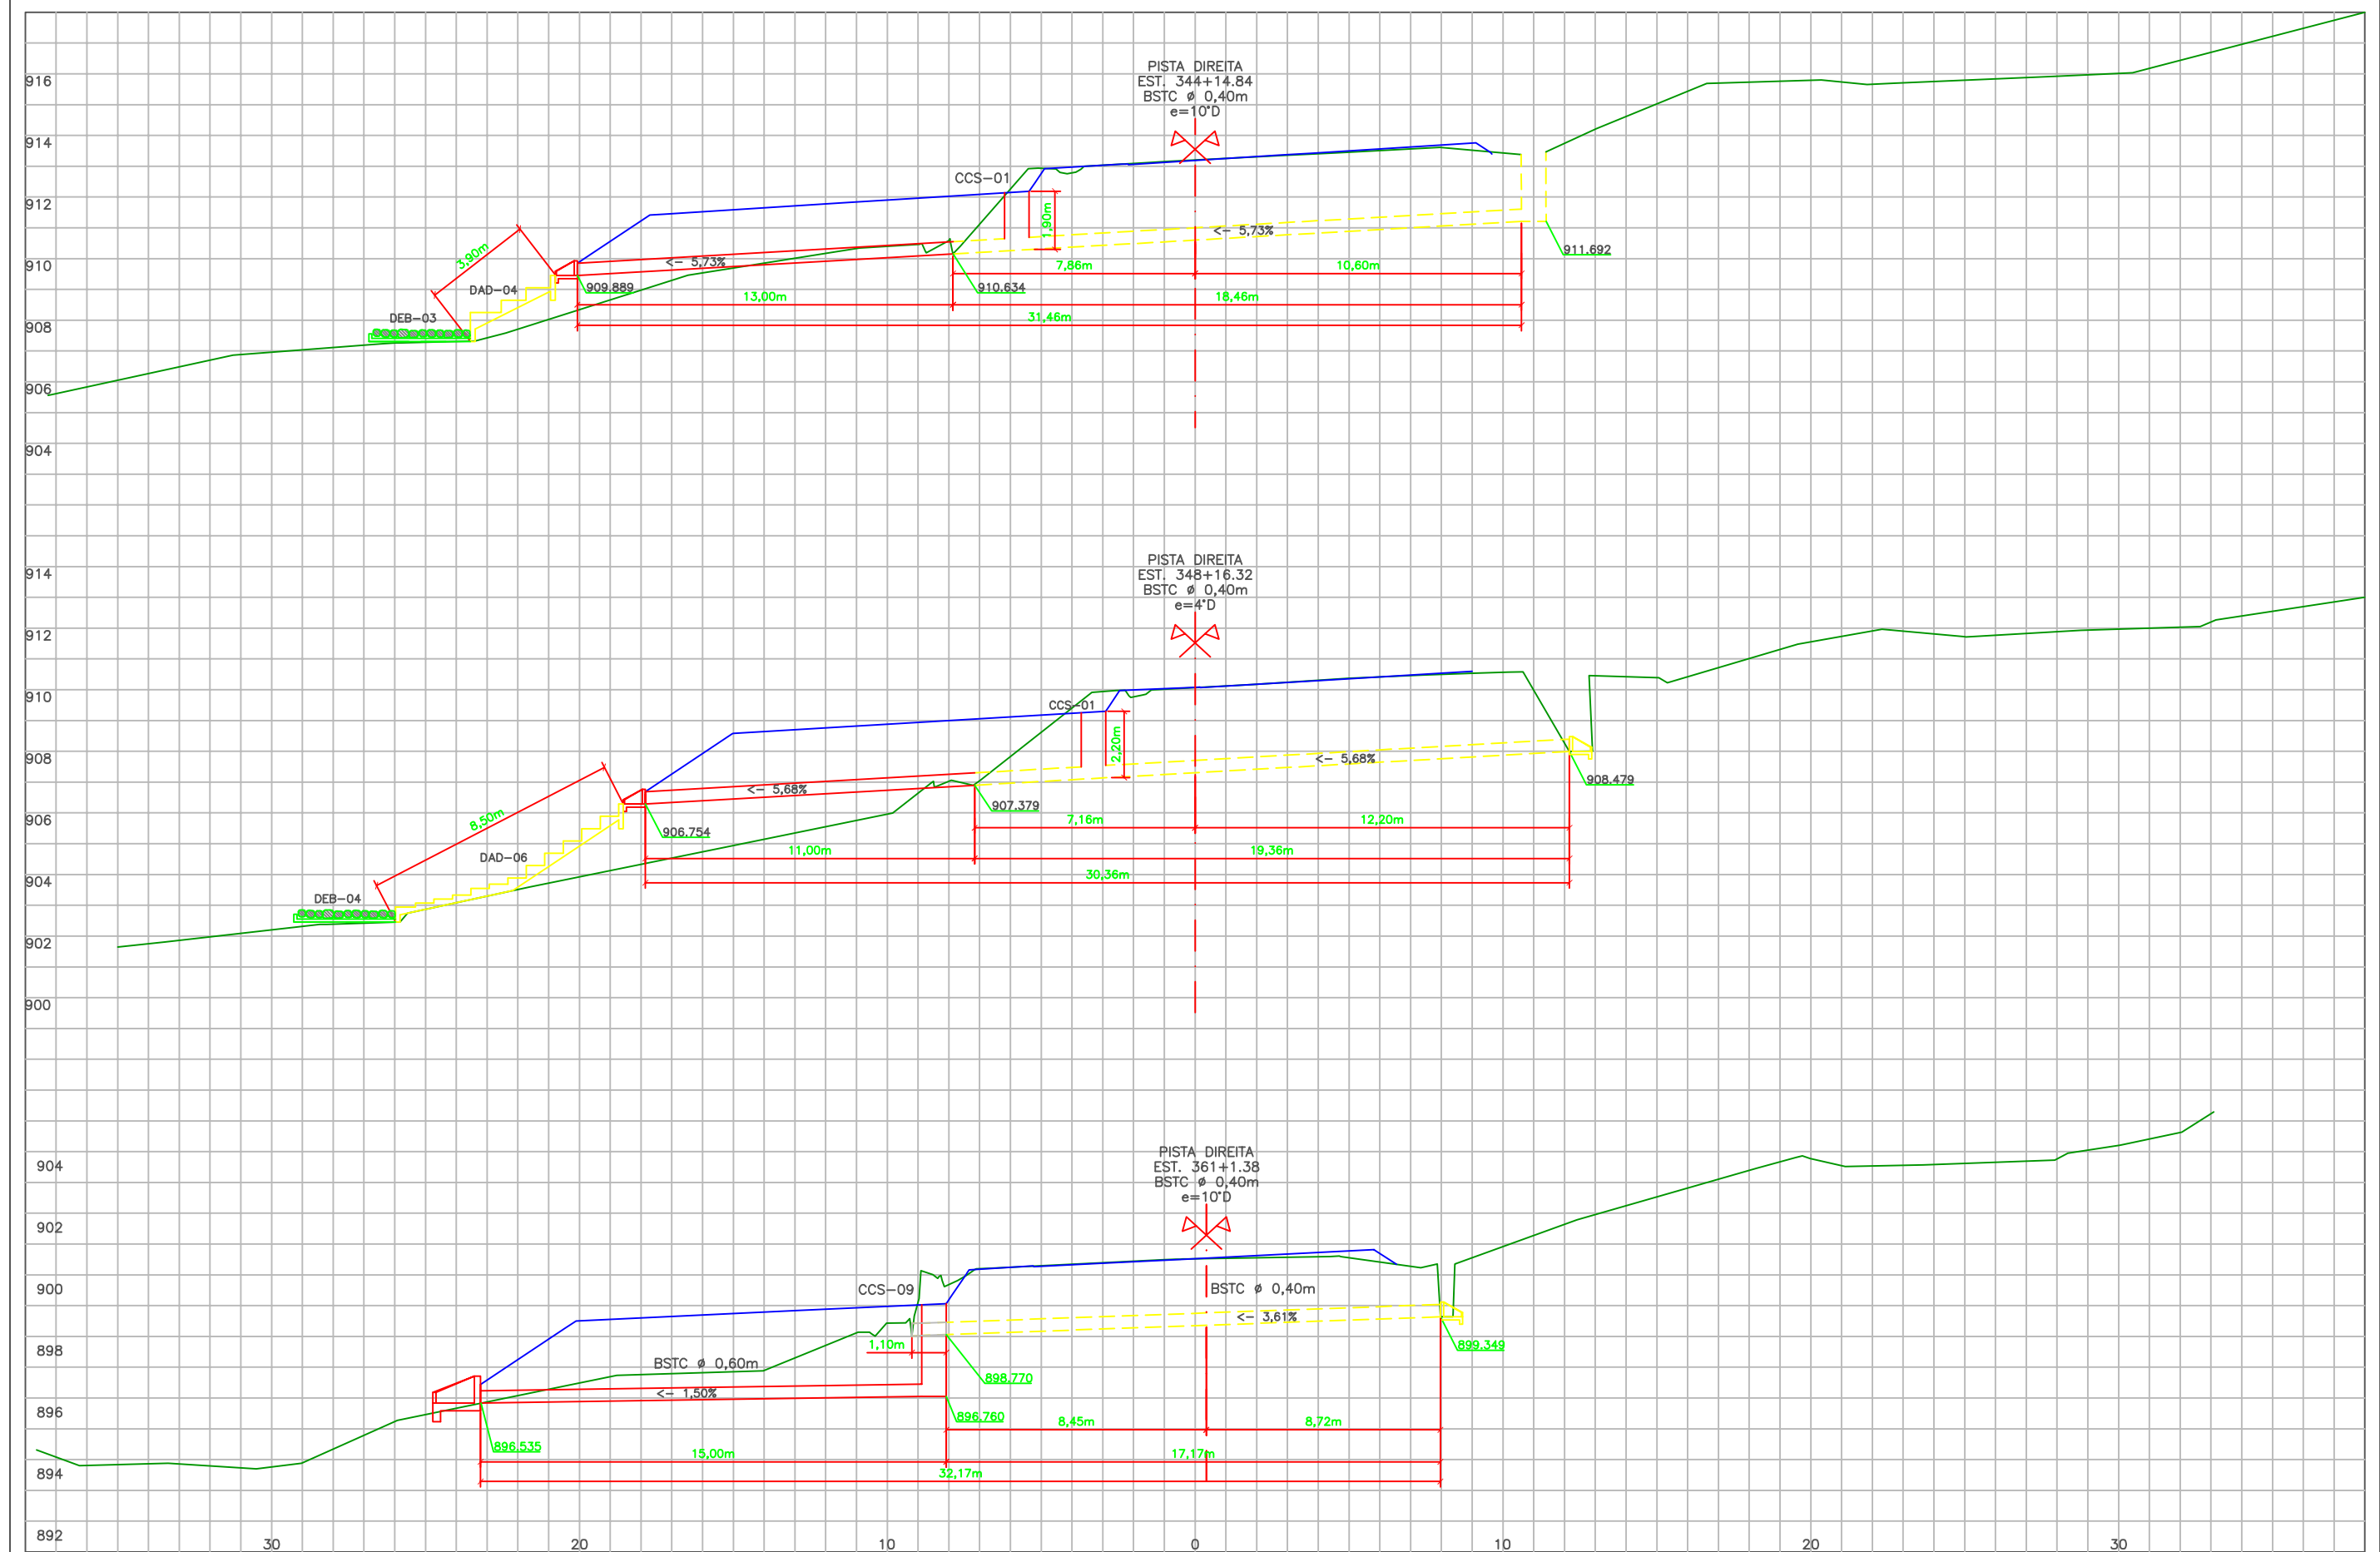 916
914
912
910
908
906
904
PISTA DIREITA
EST. 344+14.84
BSTC ø 0,40m
e=10°D
CCS-01
1,90m
<- 5,73%
911.692
3,90m
<- 5,73%
7,86m
10,60m
DAD-04
909.889
13,00m
910.634
18,46m
DEB-03
31,46m
914
912
910
908
906
904
902
900
PISTA DIREITA
EST. 348+16.32
BSTC ø 0,40m
e=4°D
CCS-01
2,20m
<- 5,68%
908.479
<- 5,68%
907.379
8,50m
906.754
7,16m
12,20m
DAD-06
11,00m
19,36m
30,36m
DEB-04
904
902
900
898
896
894
892
PISTA DIREITA
EST. 361+1.38
BSTC ø 0,40m
e=10°D
CCS-09
BSTC ø 0,40m
<- 3,61%
1,10m
899.349
BSTC ø 0,60m
898.770
<- 1,50%
896.760
8,45m
8,72m
896.535
15,00m
17,17m
32,17m
30
20
10
0
10
20
30